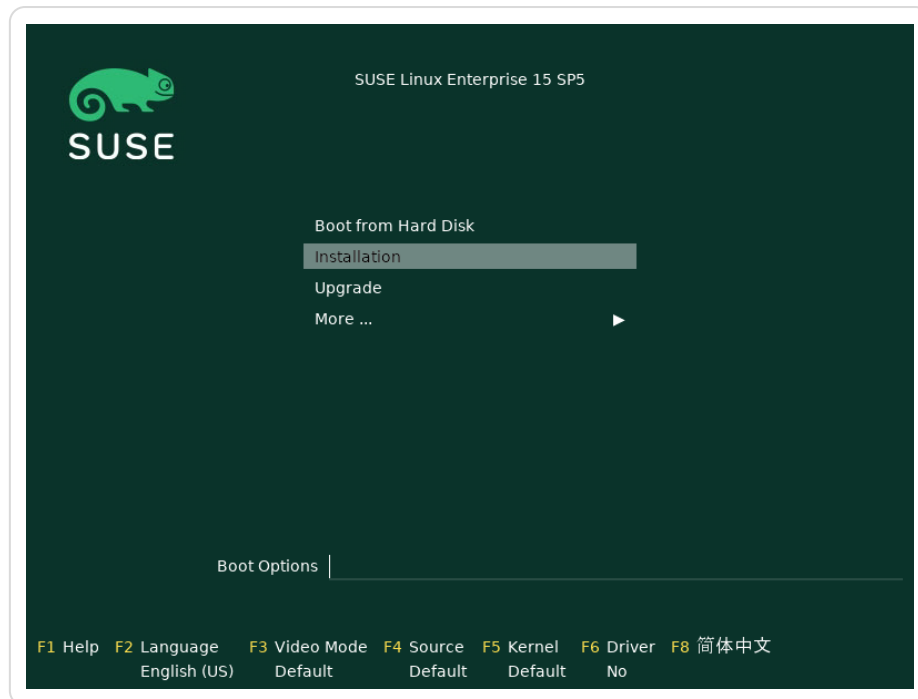 SUSE
SUSE Linux Enterprise 15 SP5
Boot from Hard Disk
Installation
Upgrade
More ...
Boot Options
F1 Help F2 Language F3 Video Mode F4 Source F5 Kernel F6 Driver F8 简体中文
English (US) Default Default Default No